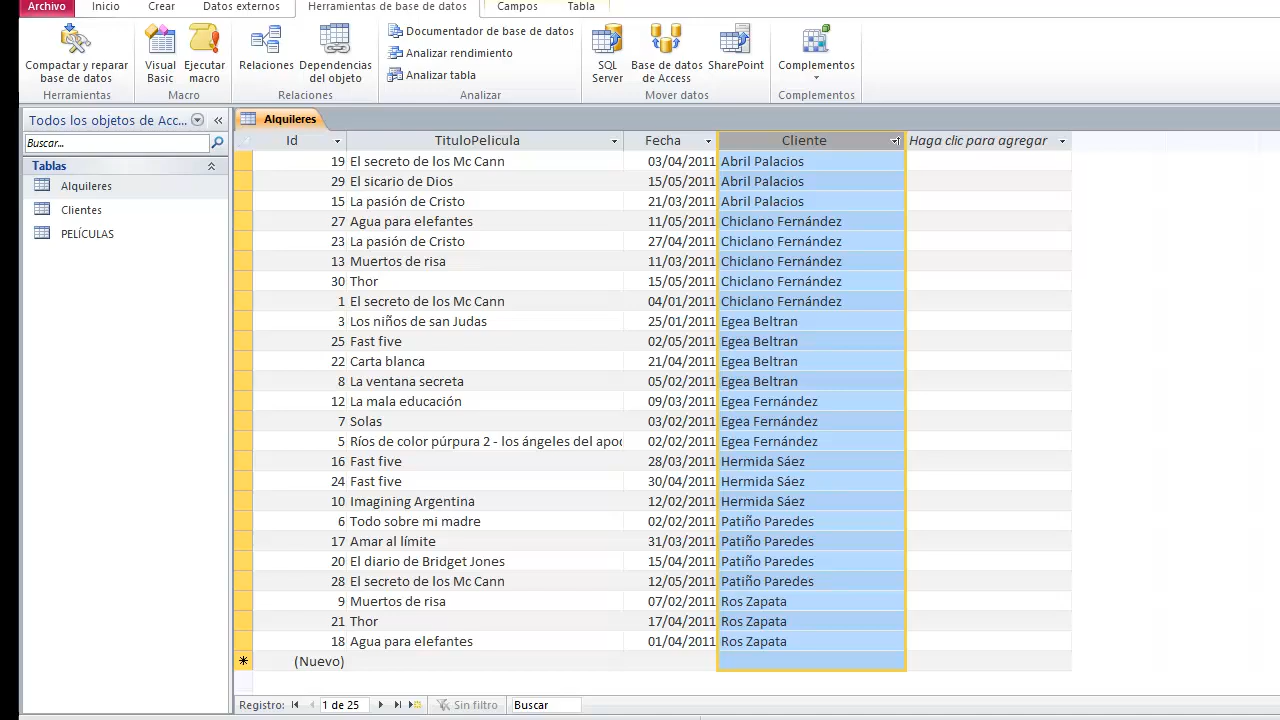 Archivo Inicio Crear Datos externos Herramientas de base de datos Campos Tabla
Compactar y reparar
base de datos
Herramientas
Visual
Basic
Ejecutar
macro
Macro
Relaciones
Dependencias
del objeto
Relaciones
Documentador de base de datos
Analizar rendimiento
Analizar tabla
Analizar
SQL
Server
Base de datos
de Access
SharePoint
Mover datos
Complementos
Complementos
Todos los objetos de Acc...
Buscar...
Tablas
Alquileres
Clientes
PELÍCULAS
Alquileres
Id TituloPelicula Fecha Cliente Haga clic para agregar
19 El secreto de los Mc Cann 03/04/2011 Abril Palacios
29 El sicario de Dios 15/05/2011 Abril Palacios
15 La pasión de Cristo 21/03/2011 Abril Palacios
27 Agua para elefantes 11/05/2011 Chiclano Fernández
23 La pasión de Cristo 27/04/2011 Chiclano Fernández
13 Muertos de risa 11/03/2011 Chiclano Fernández
30 Thor 15/05/2011 Chiclano Fernández
1 El secreto de los Mc Cann 04/01/2011 Chiclano Fernández
3 Los niños de san Judas 25/01/2011 Egea Beltran
25 Fast five 02/05/2011 Egea Beltran
22 Carta blanca 21/04/2011 Egea Beltran
8 La ventana secreta 05/02/2011 Egea Beltran
12 La mala educación 09/03/2011 Egea Fernández
7 Solas 03/02/2011 Egea Fernández
5 Ríos de color púrpura 2 - los ángeles del apoc 02/02/2011 Egea Fernández
16 Fast five 28/03/2011 Hermida Sáez
24 Fast five 30/04/2011 Hermida Sáez
10 Imagining Argentina 12/02/2011 Hermida Sáez
6 Todo sobre mi madre 02/02/2011 Patiño Paredes
17 Amar al límite 31/03/2011 Patiño Paredes
20 El diario de Bridget Jones 15/04/2011 Patiño Paredes
28 El secreto de los Mc Cann 12/05/2011 Patiño Paredes
9 Muertos de risa 07/02/2011 Ros Zapata
21 Thor 17/04/2011 Ros Zapata
18 Agua para elefantes 01/04/2011 Ros Zapata
(Nuevo)
Registro: 1 de 25 Sin filtro Buscar